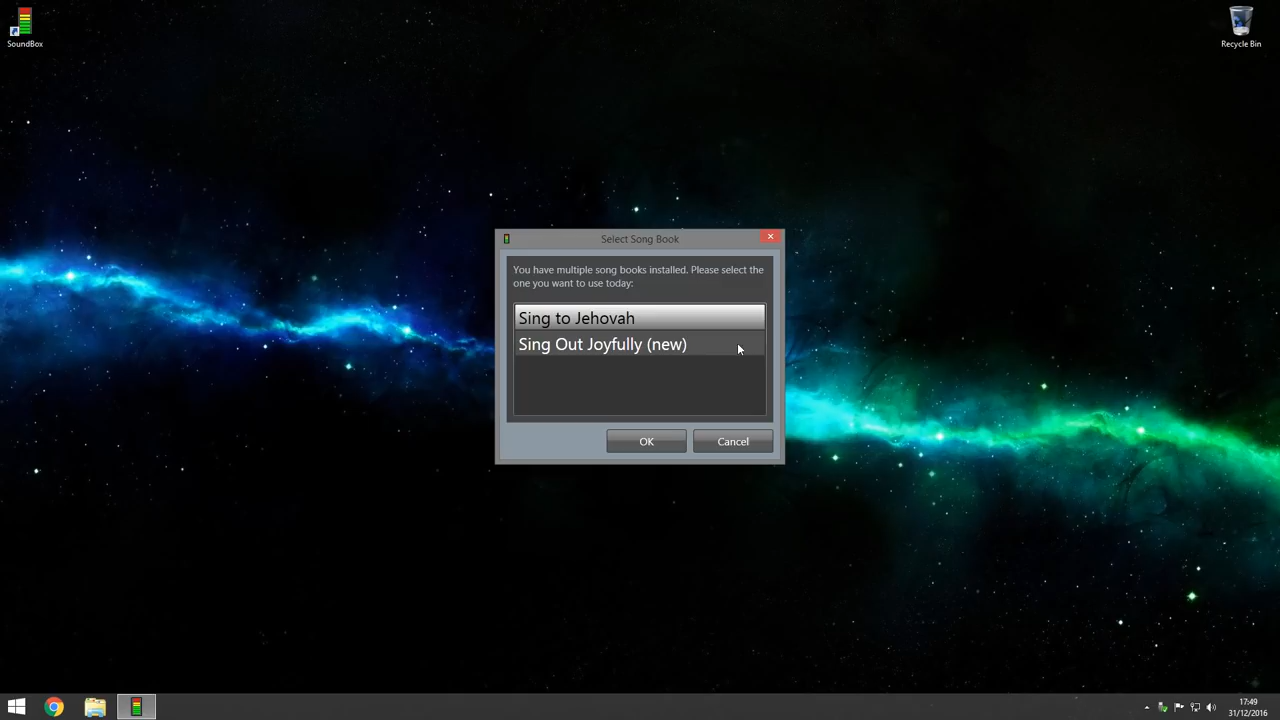 SoundBox
Recycle Bin
Select Song Book
You have multiple song books installed. Please select the
one you want to use today:
Sing to Jehovah
Sing Out Joyfully (new)
OK
Cancel
17:49
31/12/2016